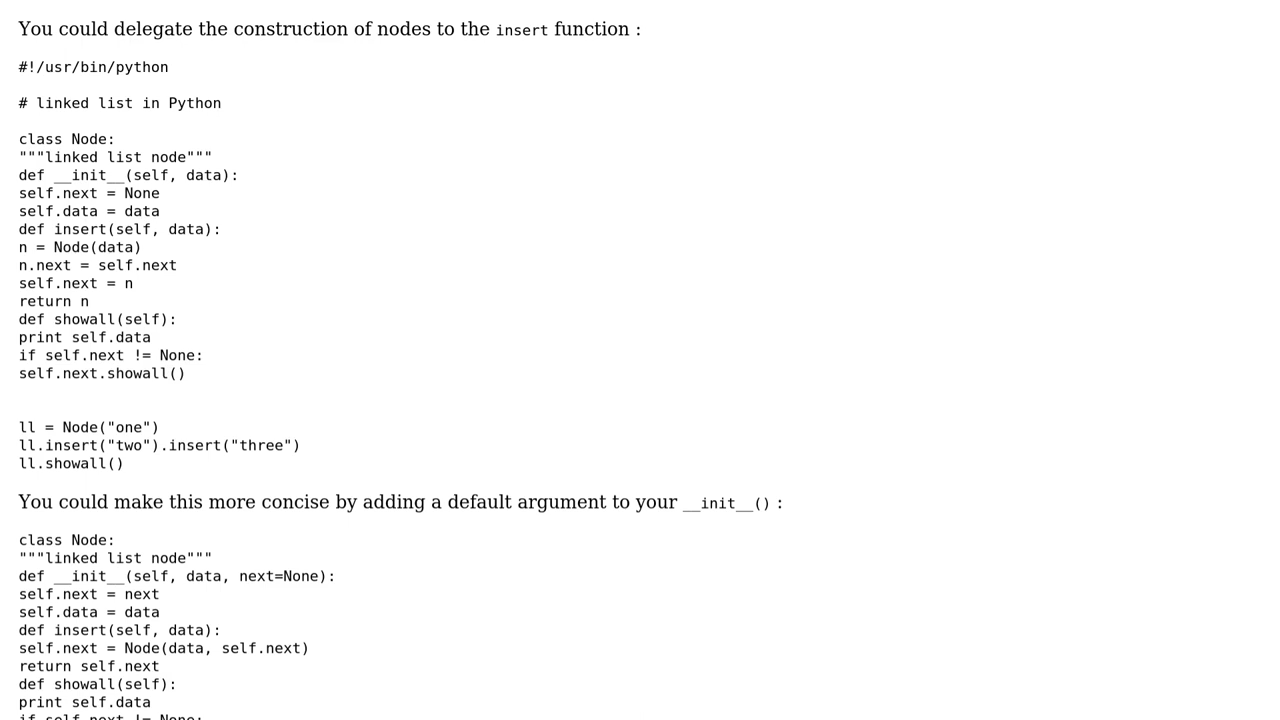 You could delegate the construction of nodes to the insert function :
#!/usr/bin/python
# linked list in Python
class Node:
"""linked list node"""
def __init__(self, data):
self.next = None
self.data = data
def insert(self, data):
n = Node(data)
n.next = self.next
self.next = n
return n
def showall(self):
print self.data
if self.next != None:
self.next.showall()
ll = Node("one")
ll.insert("two").insert("three")
ll.showall()
You could make this more concise by adding a default argument to your __init__() :
class Node:
"""linked list node"""
def __init__(self, data, next=None):
self.next = next
self.data = data
def insert(self, data):
self.next = Node(data, self.next)
return self.next
def showall(self):
print self.data
if self.next != None: